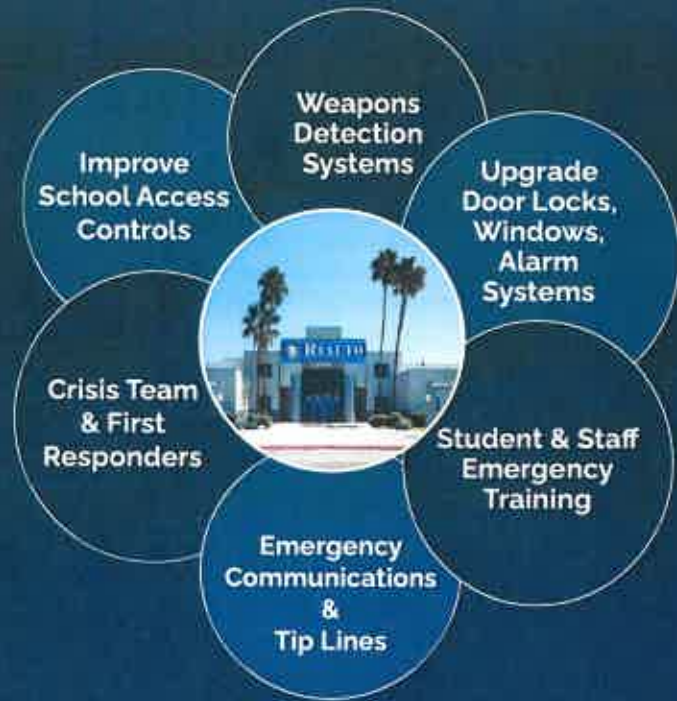 Weapons
Detection
Systems
Improve
School Access
Controls
Upgrade
Door Locks,
Windows,
Alarm
Systems
RIALTO
Crisis Team
& First
Responders
Student & Staff
Emergency
Training
Emergency
Communications
&
Tip Lines